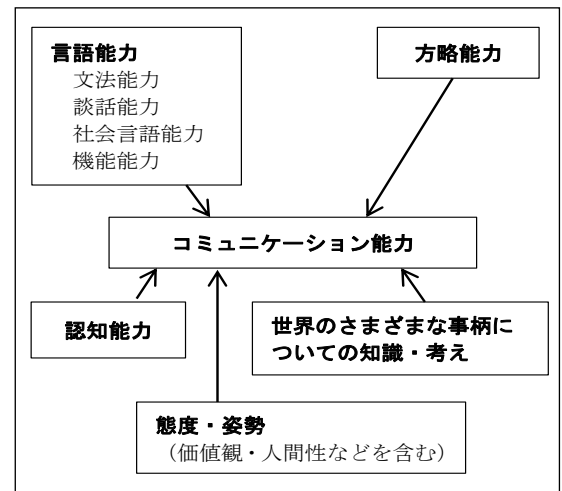 言語能力
文法能力
談話能力
社会言語能力
機能能力
方略能力
コミュニケーション能力
認知能力
世界のさまざまな事柄に
ついての知識・考え
態度・姿勢
（価値観・人間性などを含む）